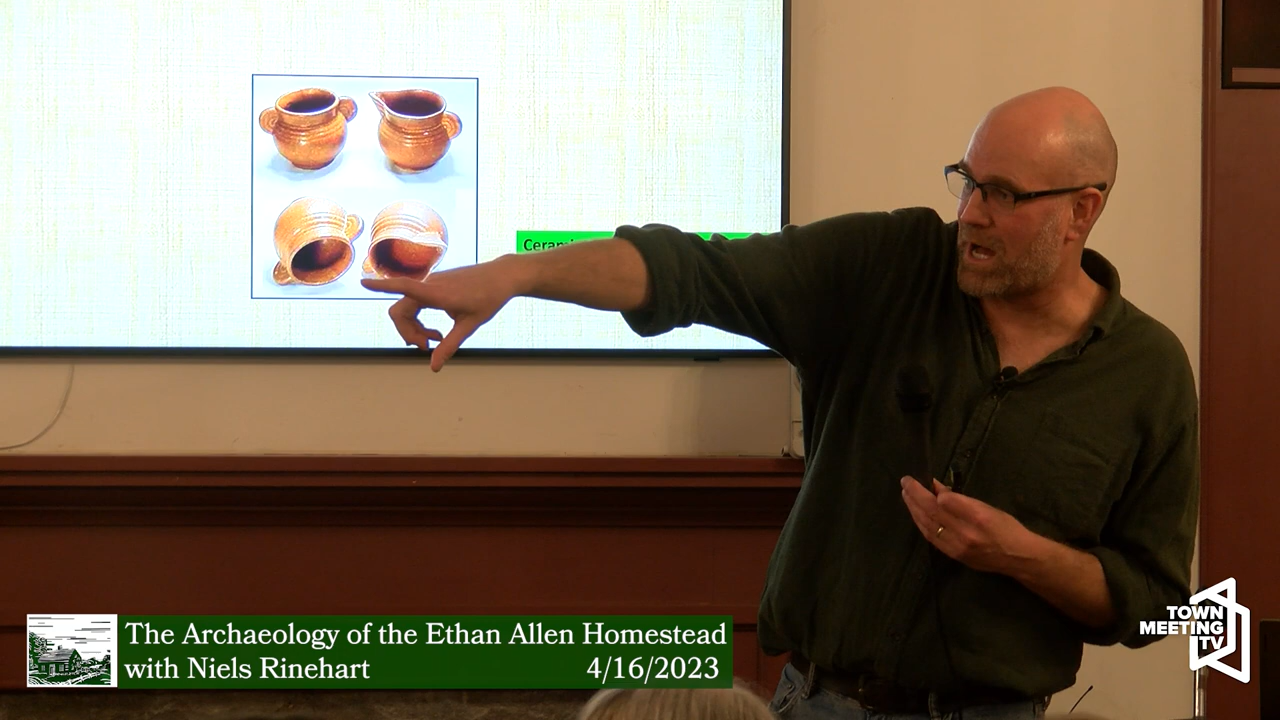 The Archaeology of the Ethan Allen Homestead
with Niels Rinehart 4/16/2023
TOWN
MEETING
TV